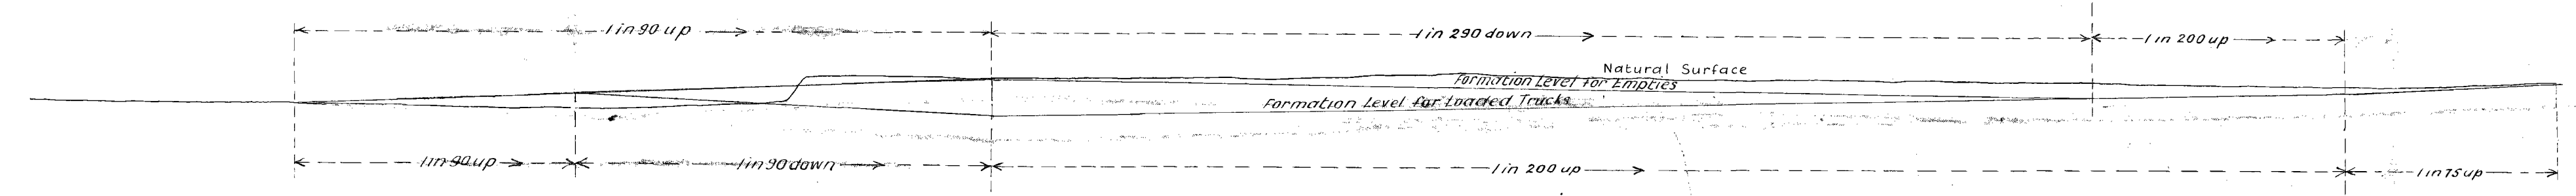 1 in 90 up
1 in 290 down
1 in 200 up
Natural Surface
Formation Level for Empties
Formation Level for Loaded Trucks
1 in 90 up
1 in 90 down
1 in 200 up
1 in 75 up